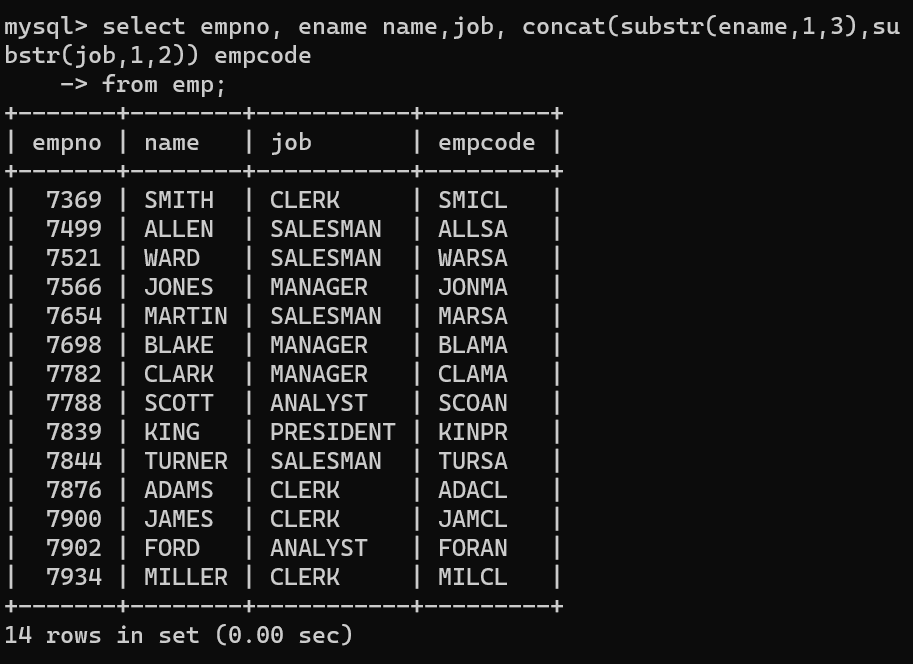 mysql> select empno, ename name,job, concat(substr(ename,1,3),su
bstr(job,1,2)) empcode
    -> from emp;
+-------+--------+-----------+---------+
| empno | name   | job       | empcode |
+-------+--------+-----------+---------+
|  7369 | SMITH  | CLERK     | SMICL   |
|  7499 | ALLEN  | SALESMAN  | ALLSA   |
|  7521 | WARD   | SALESMAN  | WARSA   |
|  7566 | JONES  | MANAGER   | JONMA   |
|  7654 | MARTIN | SALESMAN  | MARSA   |
|  7698 | BLAKE  | MANAGER   | BLAMA   |
|  7782 | CLARK  | MANAGER   | CLAMA   |
|  7788 | SCOTT  | ANALYST   | SCOAN   |
|  7839 | KING   | PRESIDENT | KINPR   |
|  7844 | TURNER | SALESMAN  | TURSA   |
|  7876 | ADAMS  | CLERK     | ADACL   |
|  7900 | JAMES  | CLERK     | JAMCL   |
|  7902 | FORD   | ANALYST   | FORAN   |
|  7934 | MILLER | CLERK     | MILCL   |
+-------+--------+-----------+---------+
14 rows in set (0.00 sec)